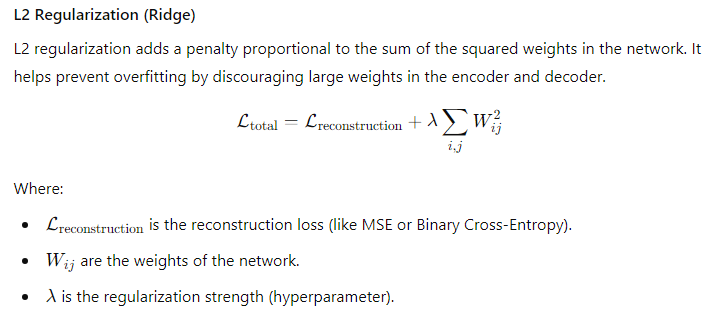 L2 Regularization (Ridge)
L2 regularization adds a penalty proportional to the sum of the squared weights in the network. It
helps prevent overfitting by discouraging large weights in the encoder and decoder.
$\mathcal{L}_{\text{total}} = \mathcal{L}_{\text{reconstruction}} + \lambda \sum_{i,j} W_{ij}^2$
Where:
• $\mathcal{L}_{\text{reconstruction}}$ is the reconstruction loss (like MSE or Binary Cross-Entropy).
• $W_{ij}$ are the weights of the network.
• $\lambda$ is the regularization strength (hyperparameter).